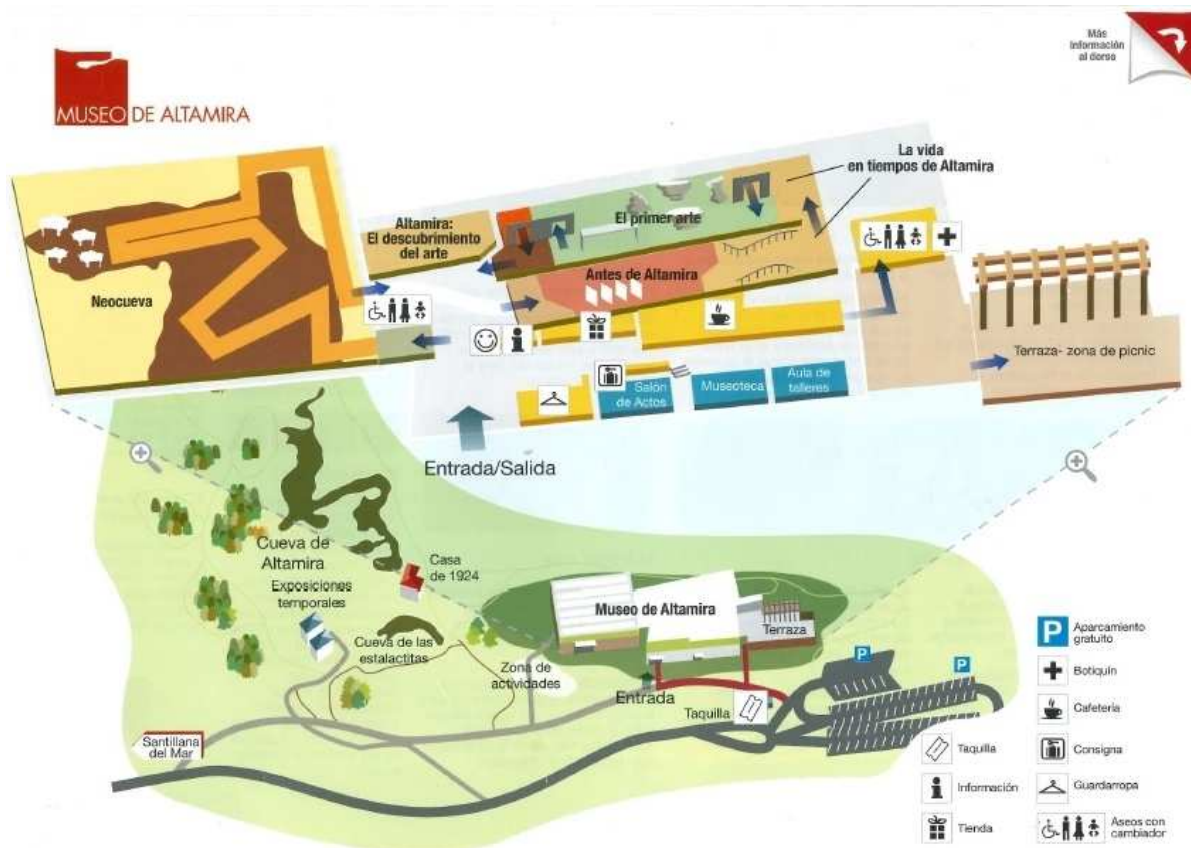 Más
información
al dorso
MUSEO DE ALTAMIRA
La vida
en tiempos de Altamira
Altamira:
El descubrimiento
del arte
El primer arte
Antes de Altamira
Neocueva
Terraza- zona de picnic
Salón
de Actos
Museoteca
Aula de
talleres
Entrada/Salida
Cueva de
Altamira
Casa
de 1924
Exposiciones
temporales
Museo de Altamira
Terraza
Cueva de las
estalactitas
Zona de
actividades
Entrada
Taquilla
P
P
Santillana
del Mar
P
Aparcamiento
gratuito
Botiquín
Cafetería
Taquilla
Consigna
Información
Guardarropa
Tienda
Aseos con
cambiador